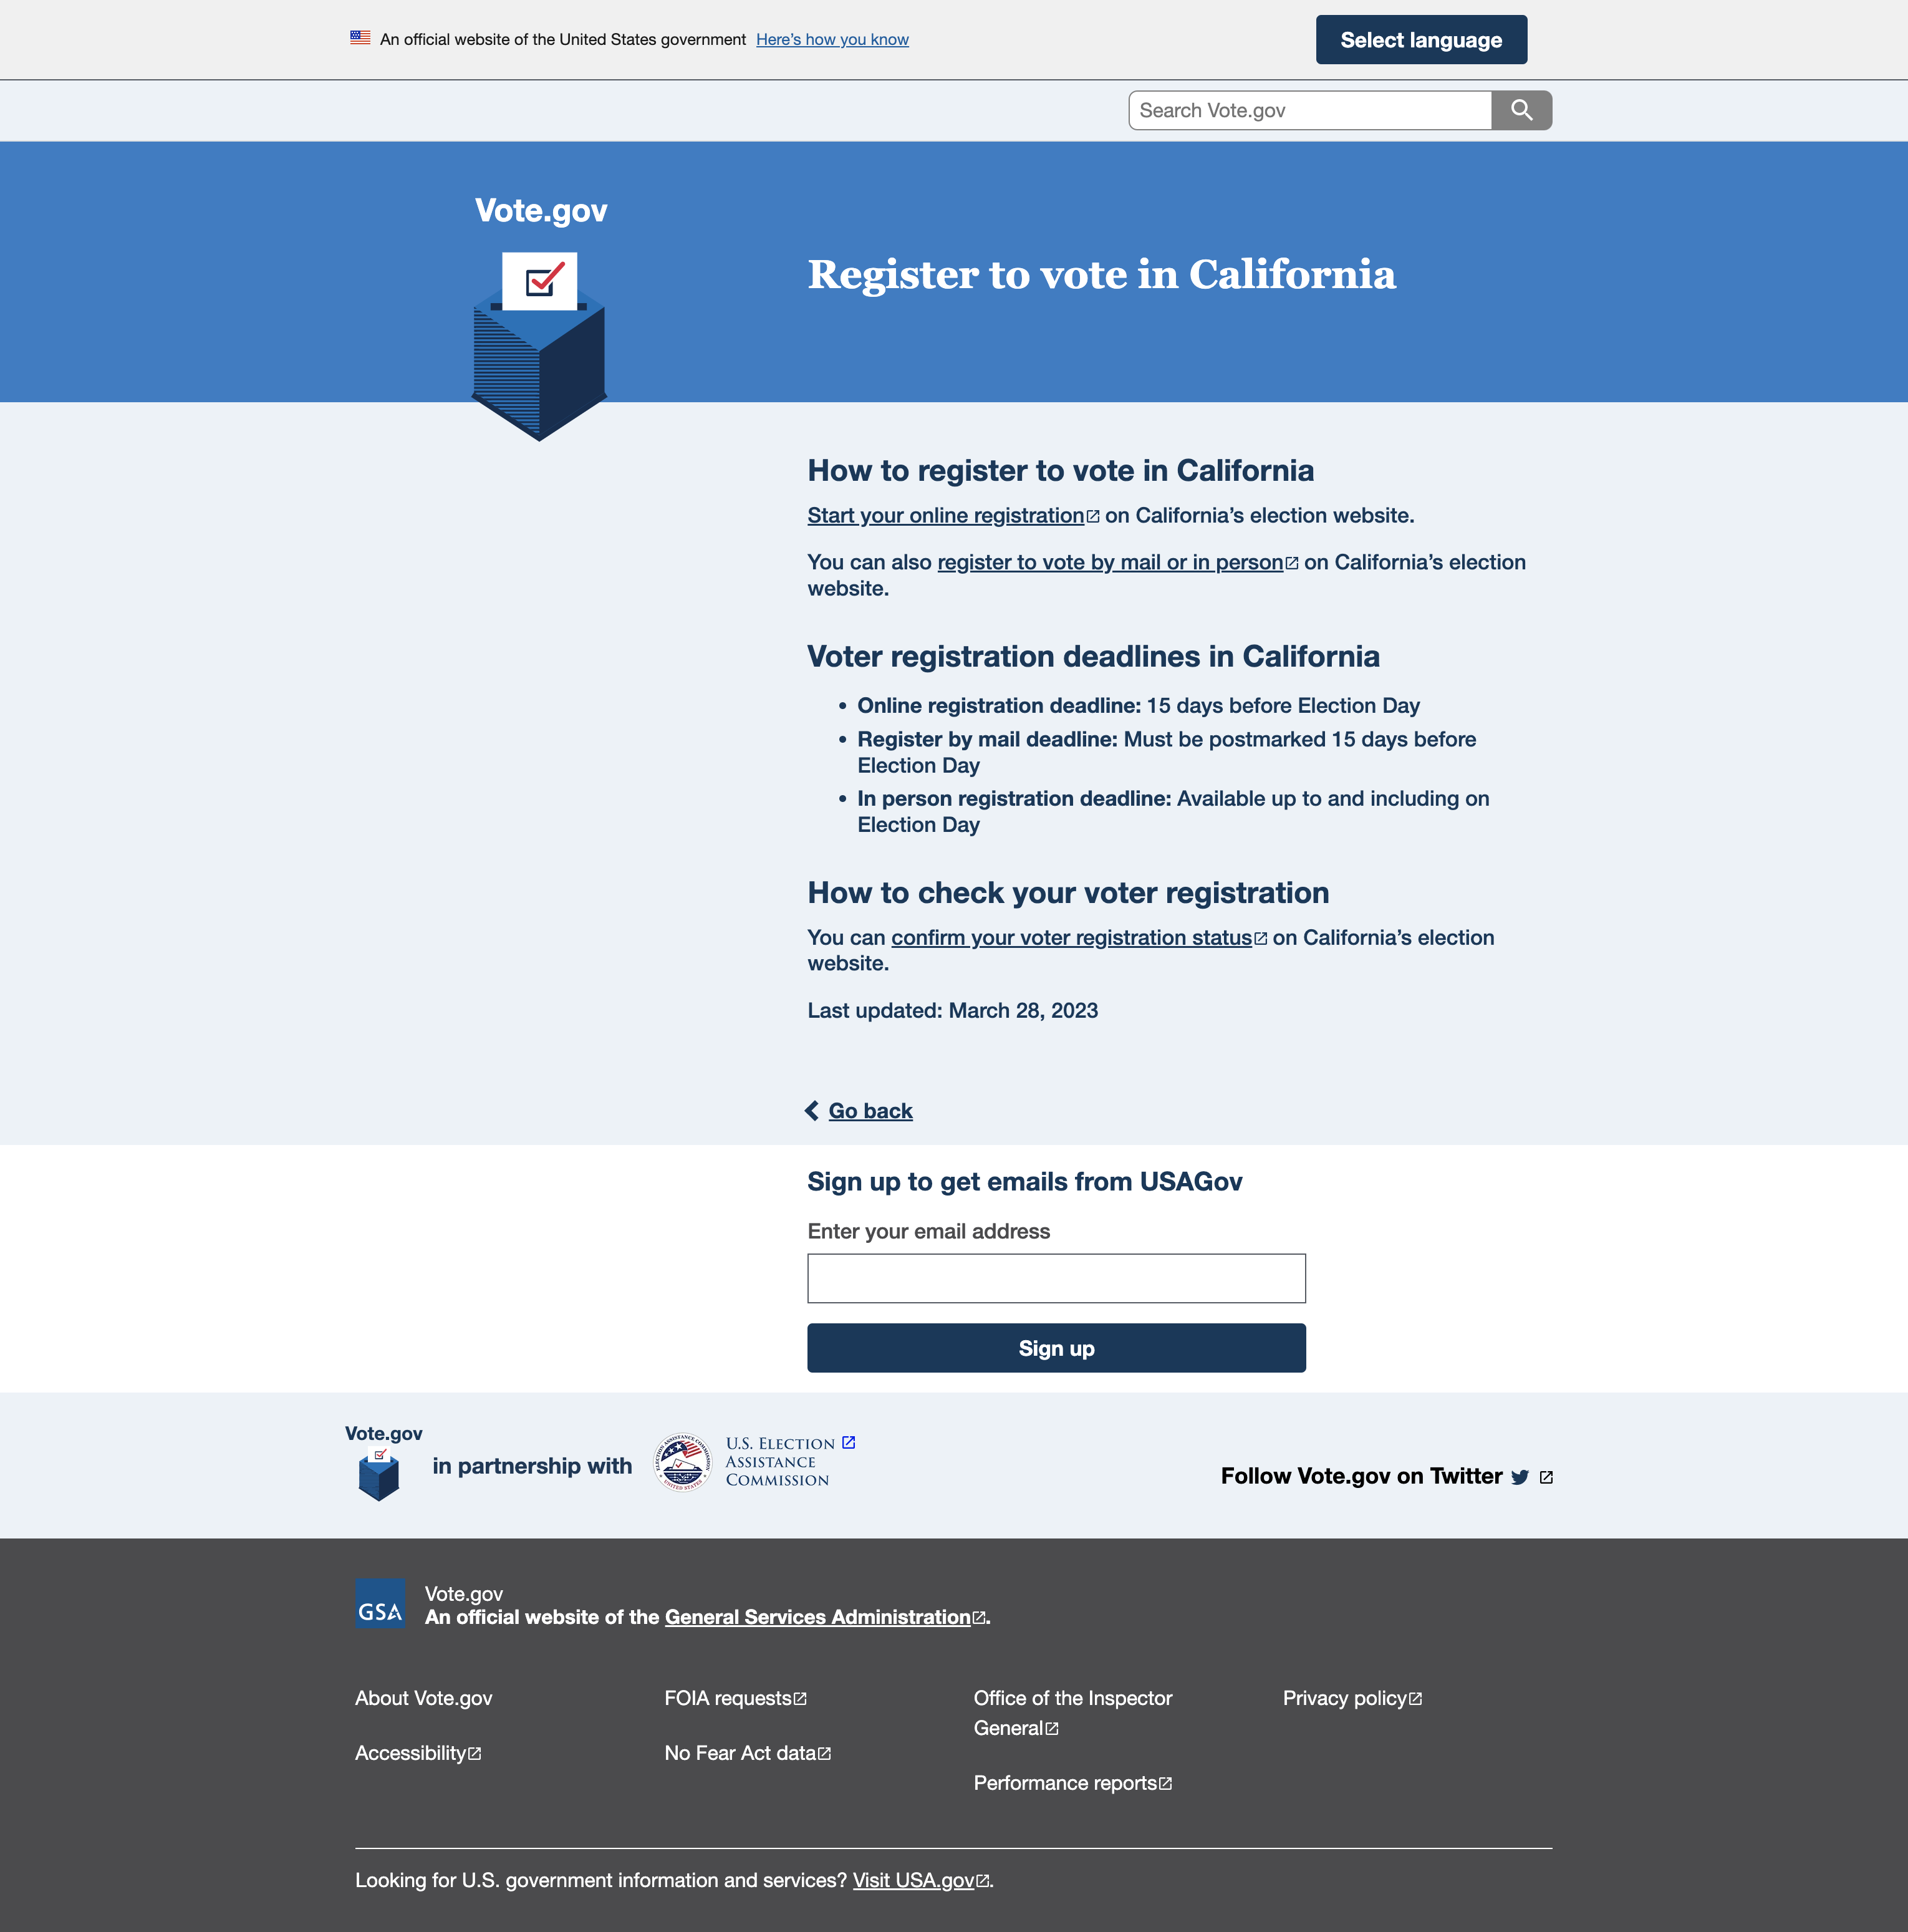 An official website of the United States government Here’s how you know
Select language
Search Vote.gov
Vote.gov
Register to vote in California
How to register to vote in California
Start your online registration on California’s election website.
You can also register to vote by mail or in person on California’s election
website.
Voter registration deadlines in California
• Online registration deadline: 15 days before Election Day
• Register by mail deadline: Must be postmarked 15 days before
Election Day
• In person registration deadline: Available up to and including on
Election Day
How to check your voter registration
You can confirm your voter registration status on California’s election
website.
Last updated: March 28, 2023
Go back
Sign up to get emails from USAGov
Enter your email address
Sign up
Vote.gov
in partnership with
ELECTION ASSISTANCE COMMISSION
UNITED STATES
U.S. ELECTION
ASSISTANCE
COMMISSION
Follow Vote.gov on Twitter
GSA
Vote.gov
An official website of the General Services Administration.
About Vote.gov
Accessibility
FOIA requests
No Fear Act data
Office of the Inspector
General
Performance reports
Privacy policy
Looking for U.S. government information and services? Visit USA.gov.